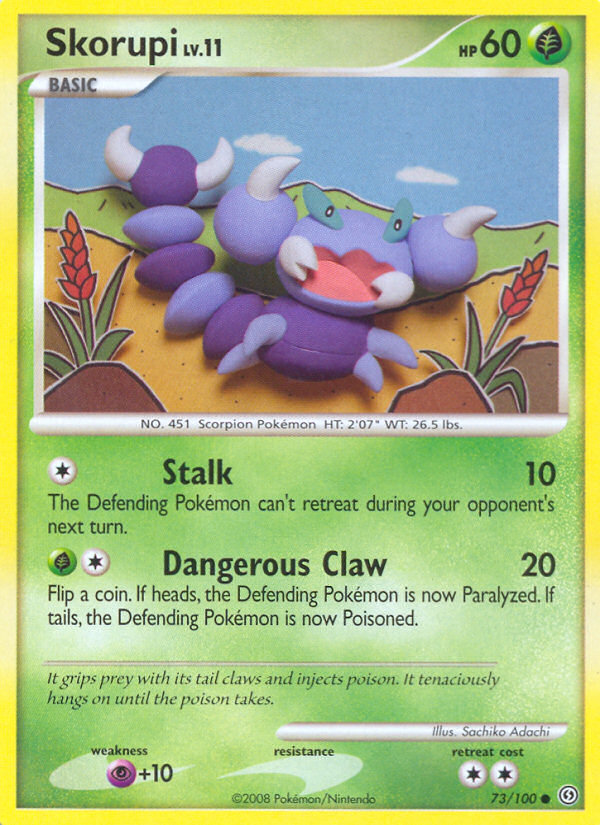 Skorupi LV.11
HP 60
BASIC
NO. 451 Scorpion Pokémon HT: 2'07" WT: 26.5 lbs.
Stalk 10
The Defending Pokémon can't retreat during your opponent's
next turn.
Dangerous Claw 20
Flip a coin. If heads, the Defending Pokémon is now Paralyzed. If
tails, the Defending Pokémon is now Poisoned.
It grips prey with its tail claws and injects poison. It tenaciously
hangs on until the poison takes.
Illus. Sachiko Adachi
weakness resistance retreat cost
+10
©2008 Pokémon/Nintendo 73/100